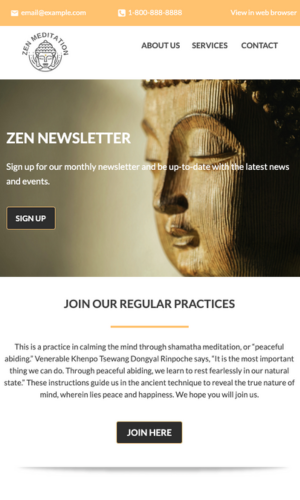 email@example.com 1-800-888-8888 View in web browser
ZEN MEDITATION
ABOUT US SERVICES CONTACT
ZEN NEWSLETTER
Sign up for our monthly newsletter and be up-to-date with the latest news
and events.
SIGN UP
JOIN OUR REGULAR PRACTICES
This is a practice in calming the mind through shamatha meditation, or “peaceful
abiding.” Venerable Khenpo Tsewang Dongyal Rinpoche says, “It is the most important
thing we can do. Through peaceful abiding, we learn to rest fearlessly in our natural
state.” These instructions guide us in the ancient technique to reveal the true nature of
mind, wherein lies peace and happiness. We hope you will join us.
JOIN HERE